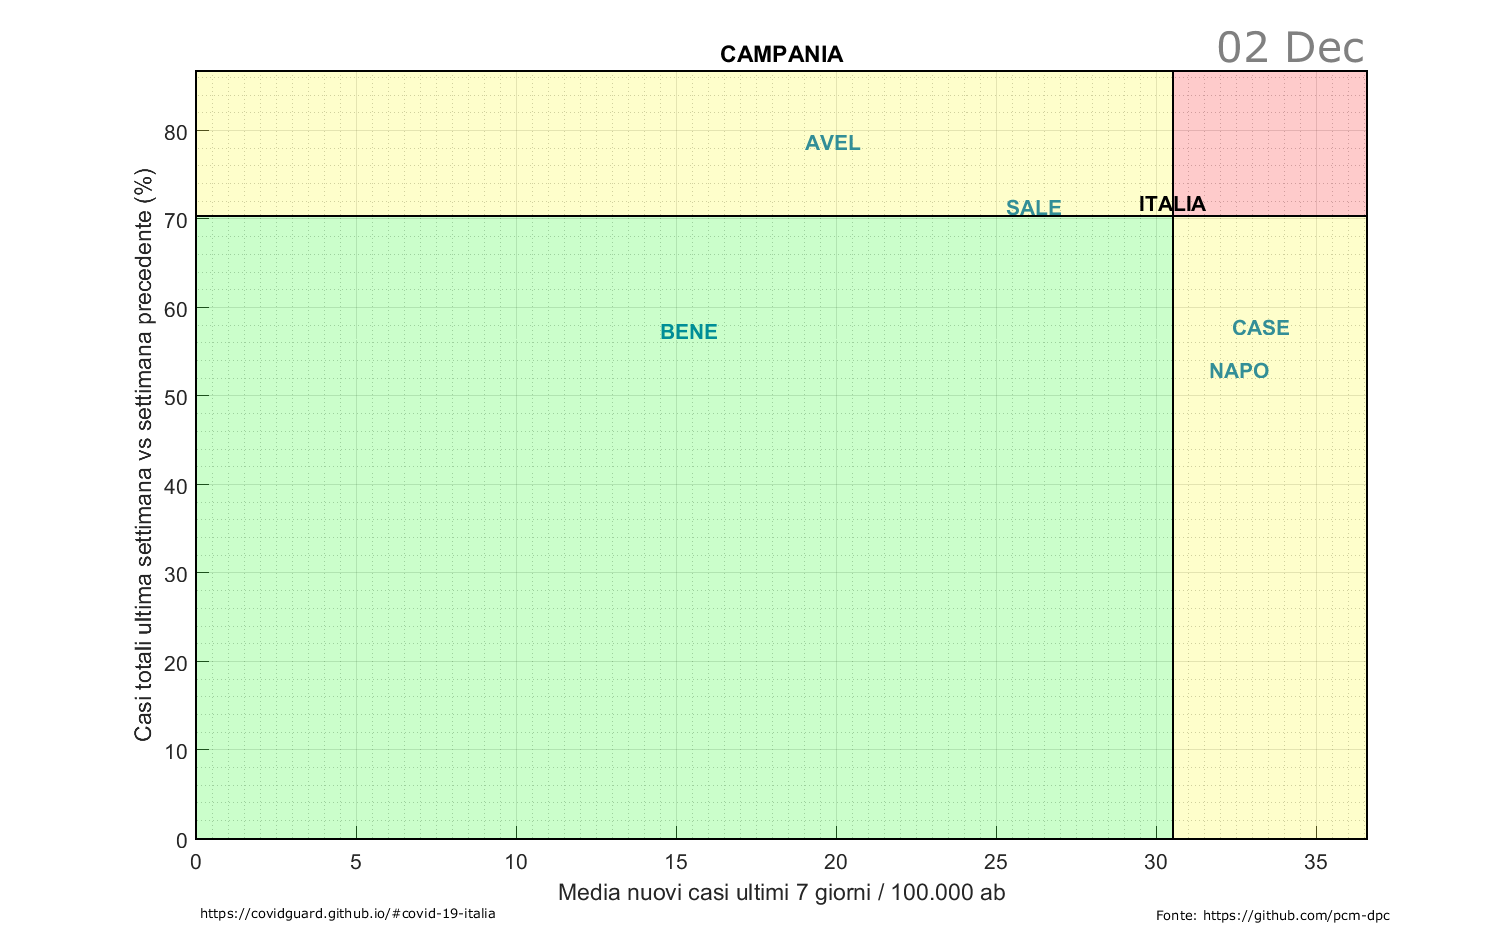 CAMPANIA
02 Dec
Casi totali ultima settimana vs settimana precedente (%)
80
70
60
50
40
30
20
10
0
AVEL
SALE
ITALIA
BENE
CASE
NAPO
0 5 10 15 20 25 30 35
Media nuovi casi ultimi 7 giorni / 100.000 ab
https://covidguard.github.io/#covid-19-italia
Fonte: https://github.com/pcm-dpc